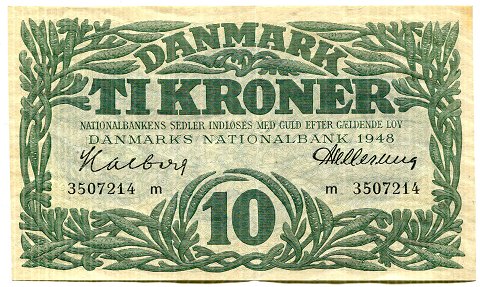 DANMARK
TI KRONER
NATIONALBANKENS SEDLER INDLØSES MED GULD EFTER GÆLDENDE LOV
DANMARKS NATIONALBANK 1948
3507214 m m 3507214
10